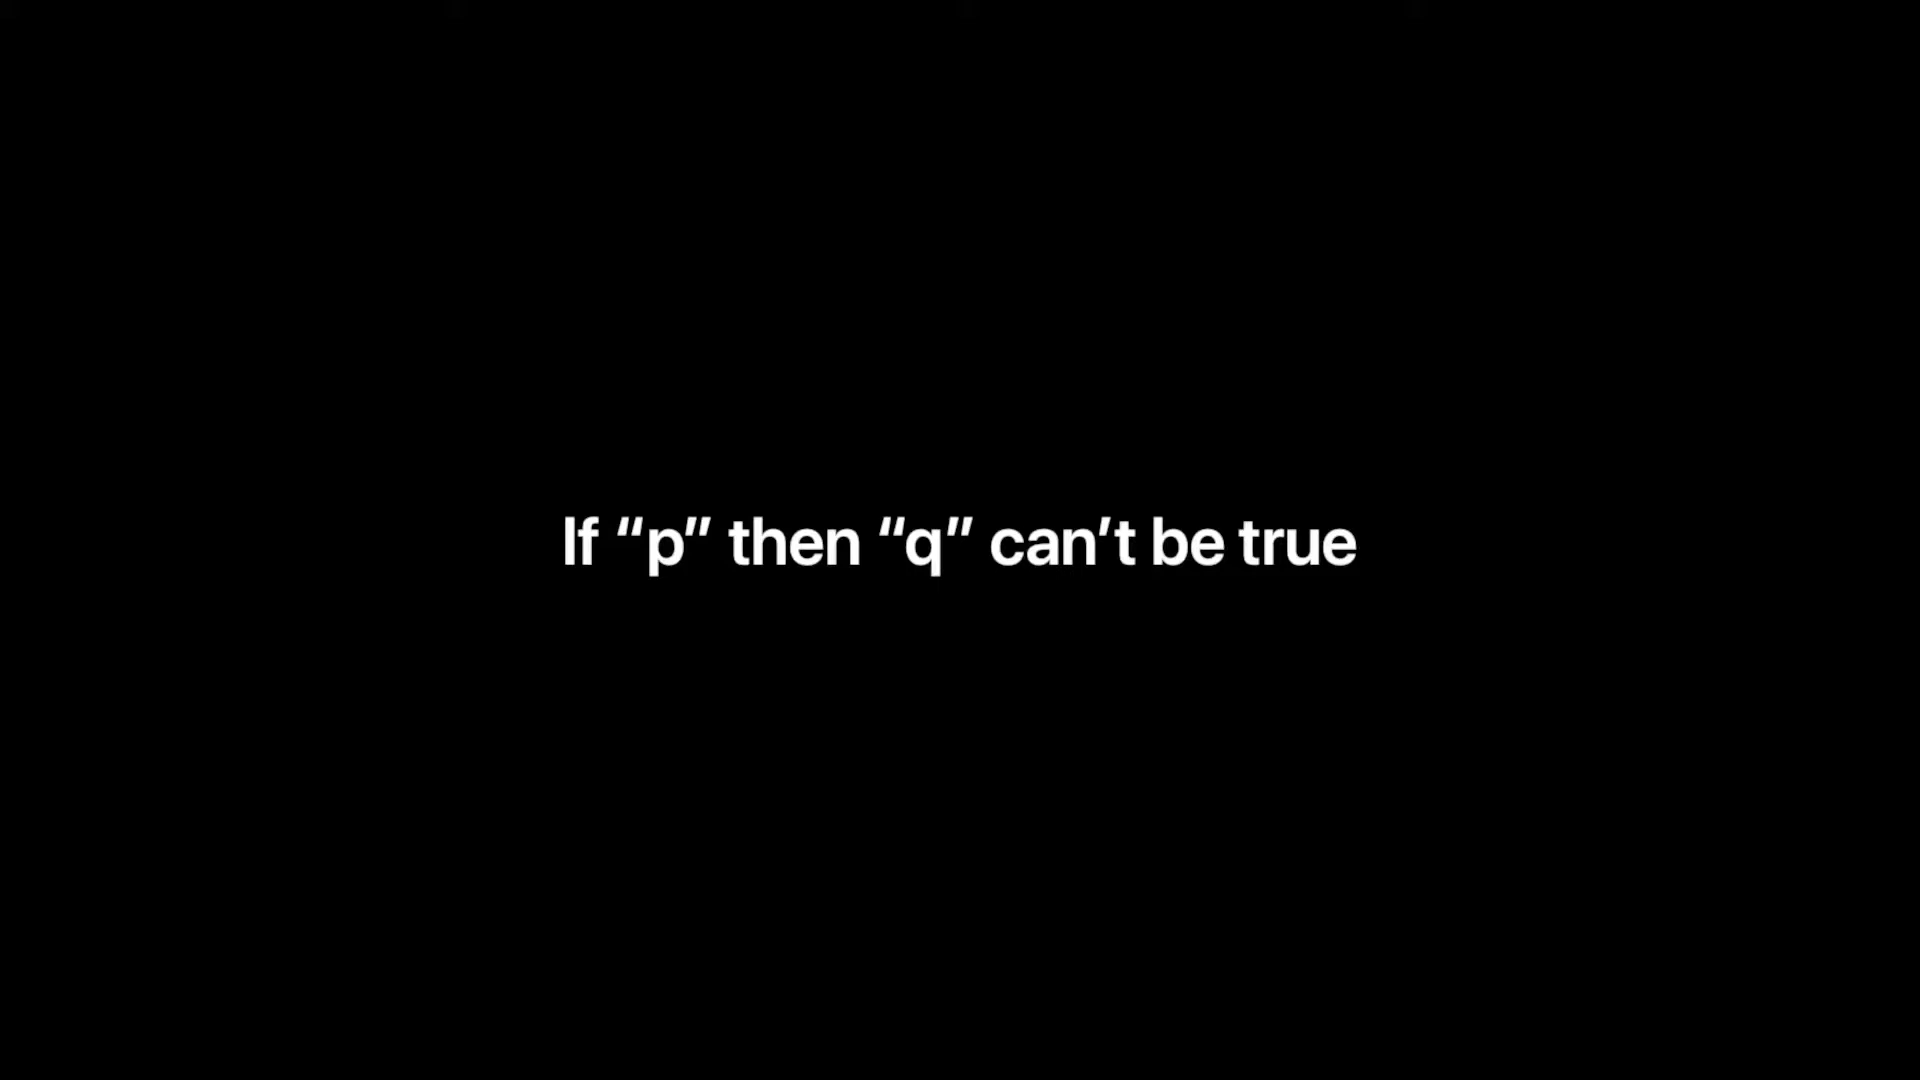 If “p” then “q” can’t be true